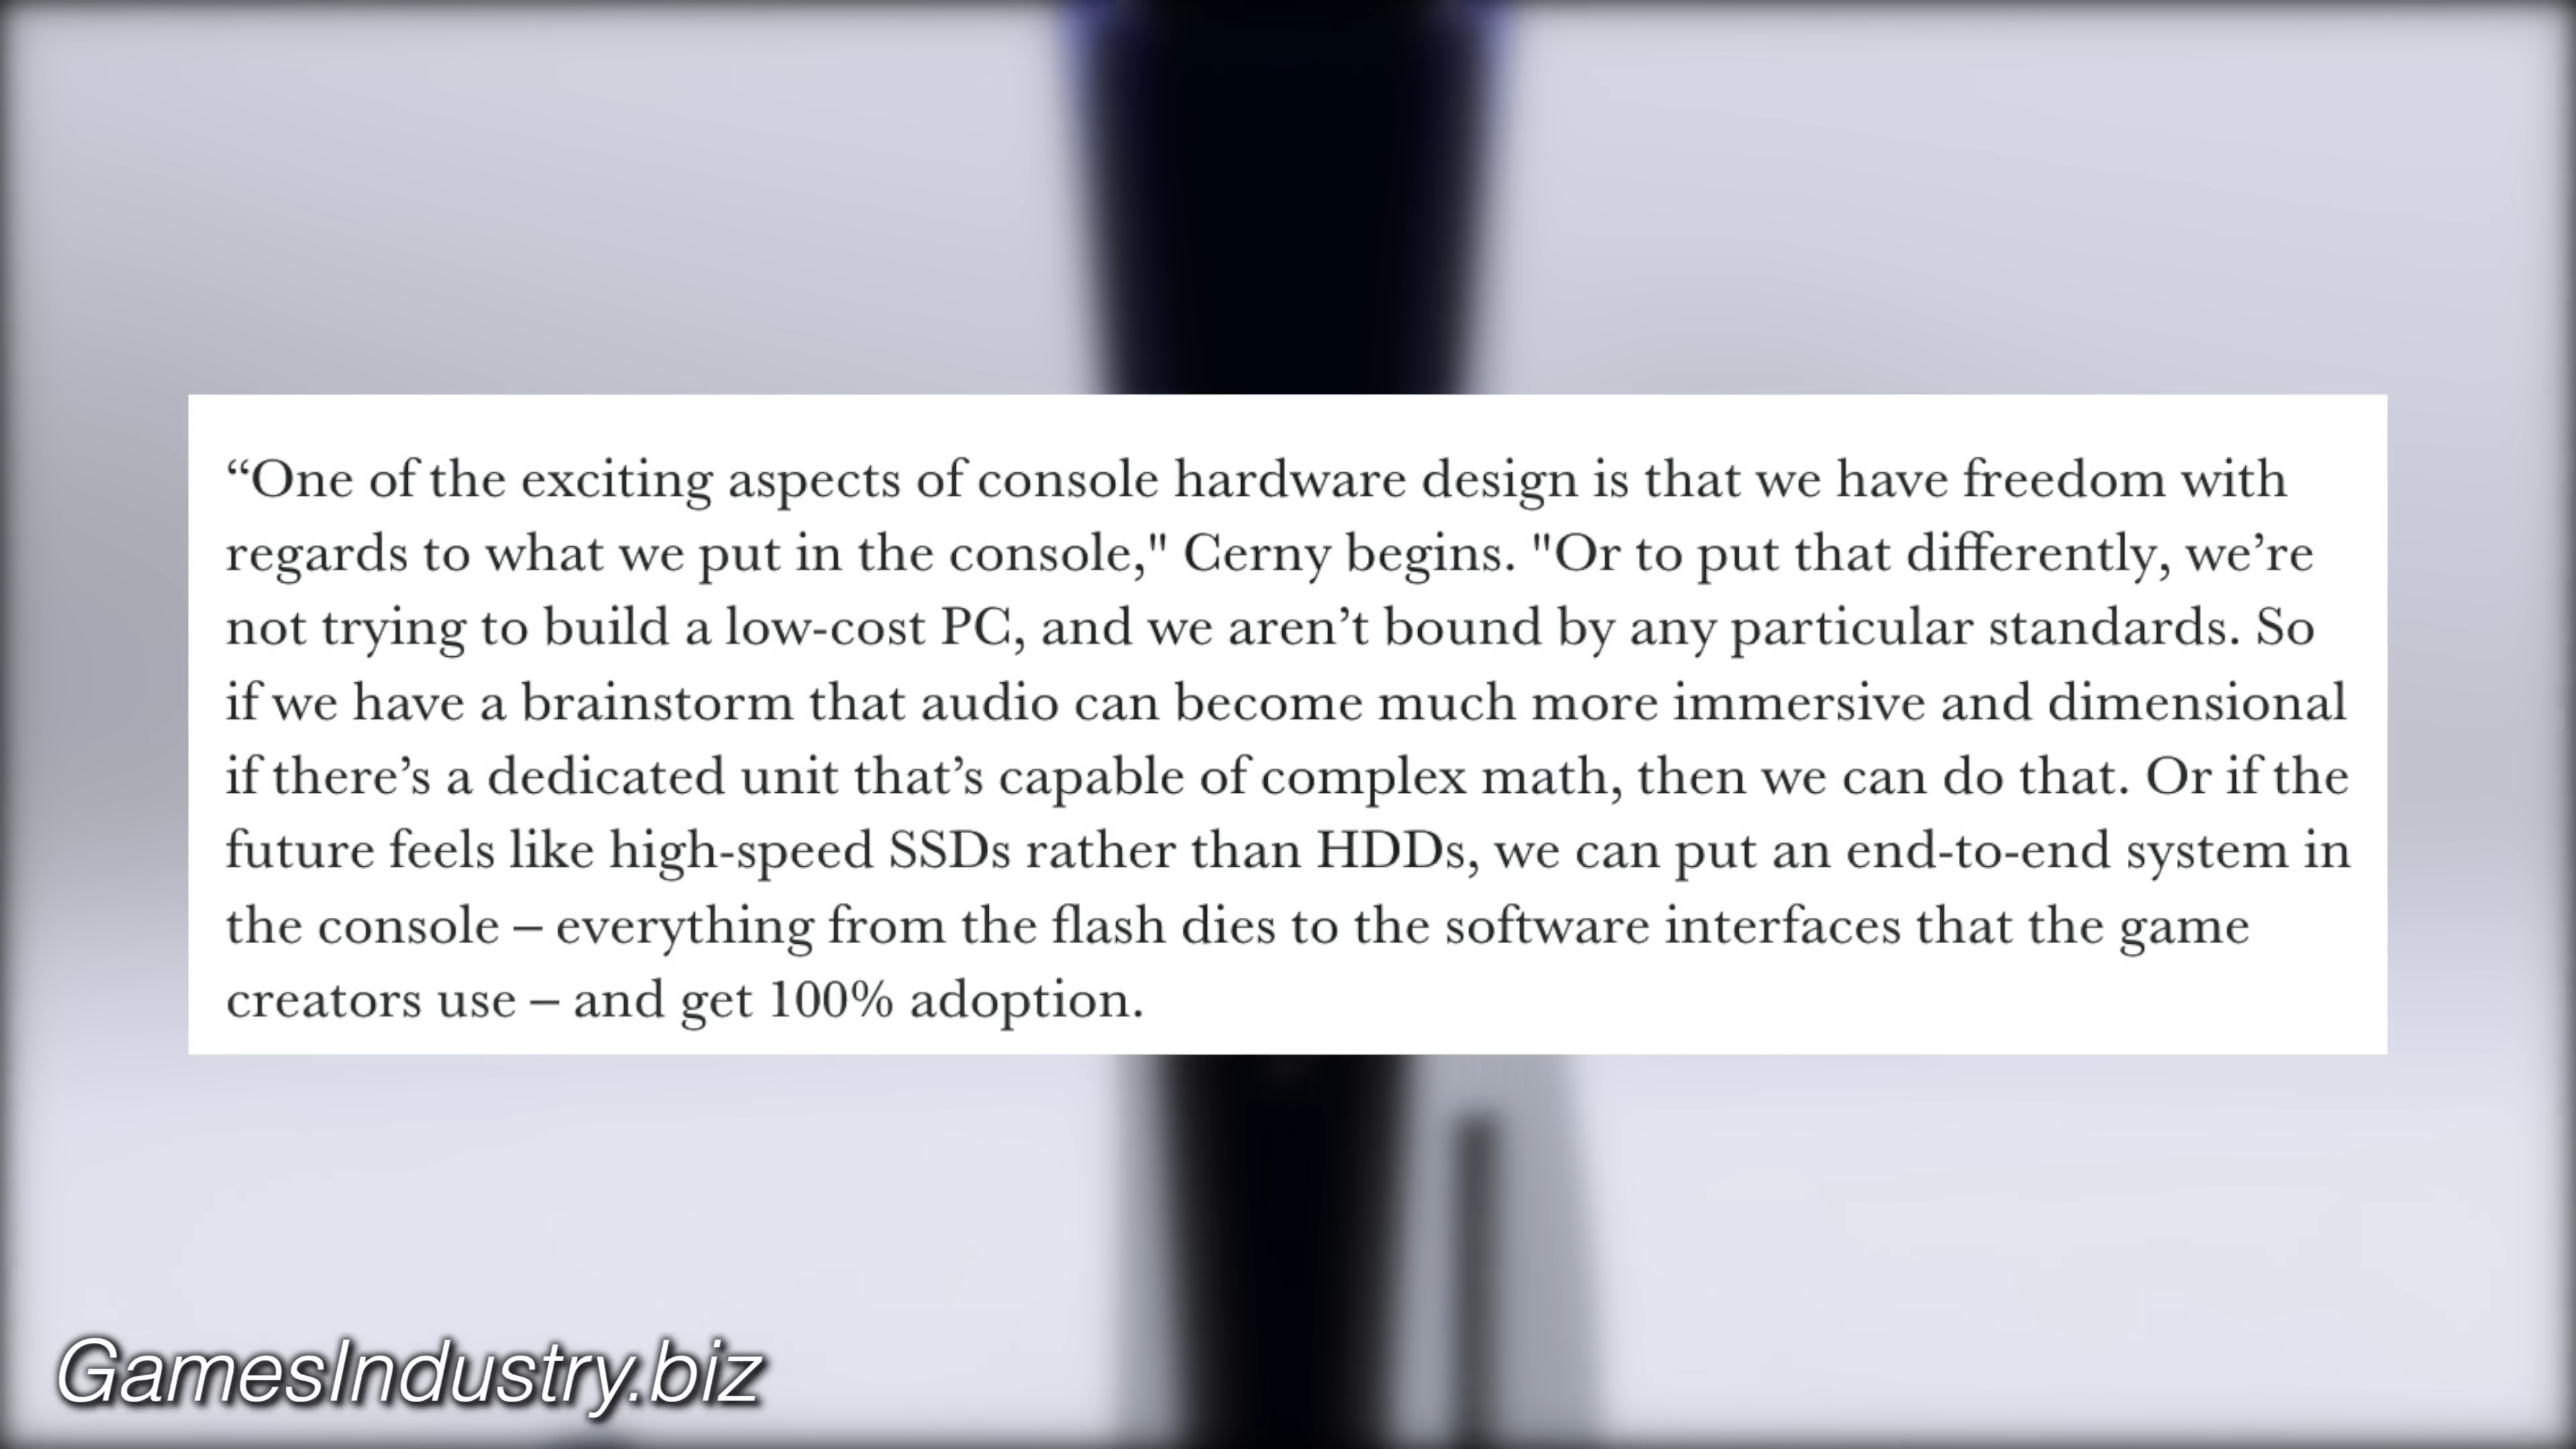 “One of the exciting aspects of console hardware design is that we have freedom with
regards to what we put in the console," Cerny begins. "Or to put that differently, we’re
not trying to build a low-cost PC, and we aren’t bound by any particular standards. So
if we have a brainstorm that audio can become much more immersive and dimensional
if there’s a dedicated unit that’s capable of complex math, then we can do that. Or if the
future feels like high-speed SSDs rather than HDDs, we can put an end-to-end system in
the console – everything from the flash dies to the software interfaces that the game
creators use – and get 100% adoption.
GamesIndustry.biz